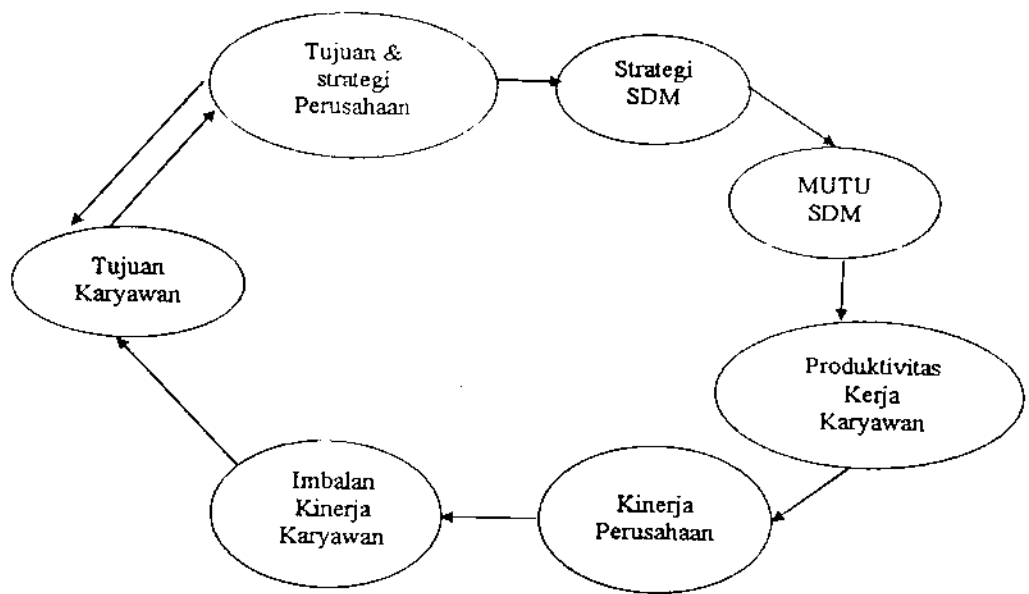 Tujuan &
strategi
Perusahaan
Strategi
SDM
MUTU
SDM
Produktivitas
Kerja
Karyawan
Kinerja
Perusahaan
Imbalan
Kinerja
Karyawan
Tujuan
Karyawan